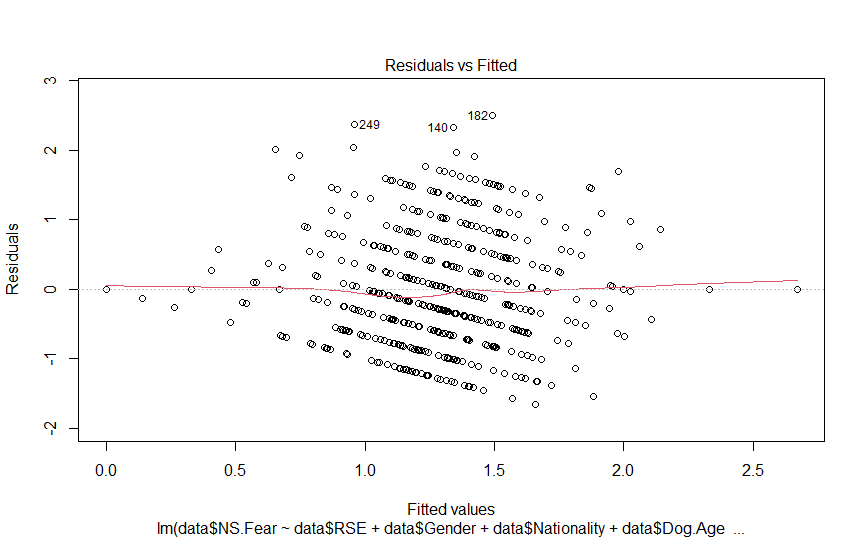 Residuals vs Fitted
3
2
1
0
-1
-2
Residuals
249
140
182
0.0 0.5 1.0 1.5 2.0 2.5
Fitted values
lm(data$NS.Fear ~ data$RSE + data$Gender + data$Nationality + data$Dog.Age ...